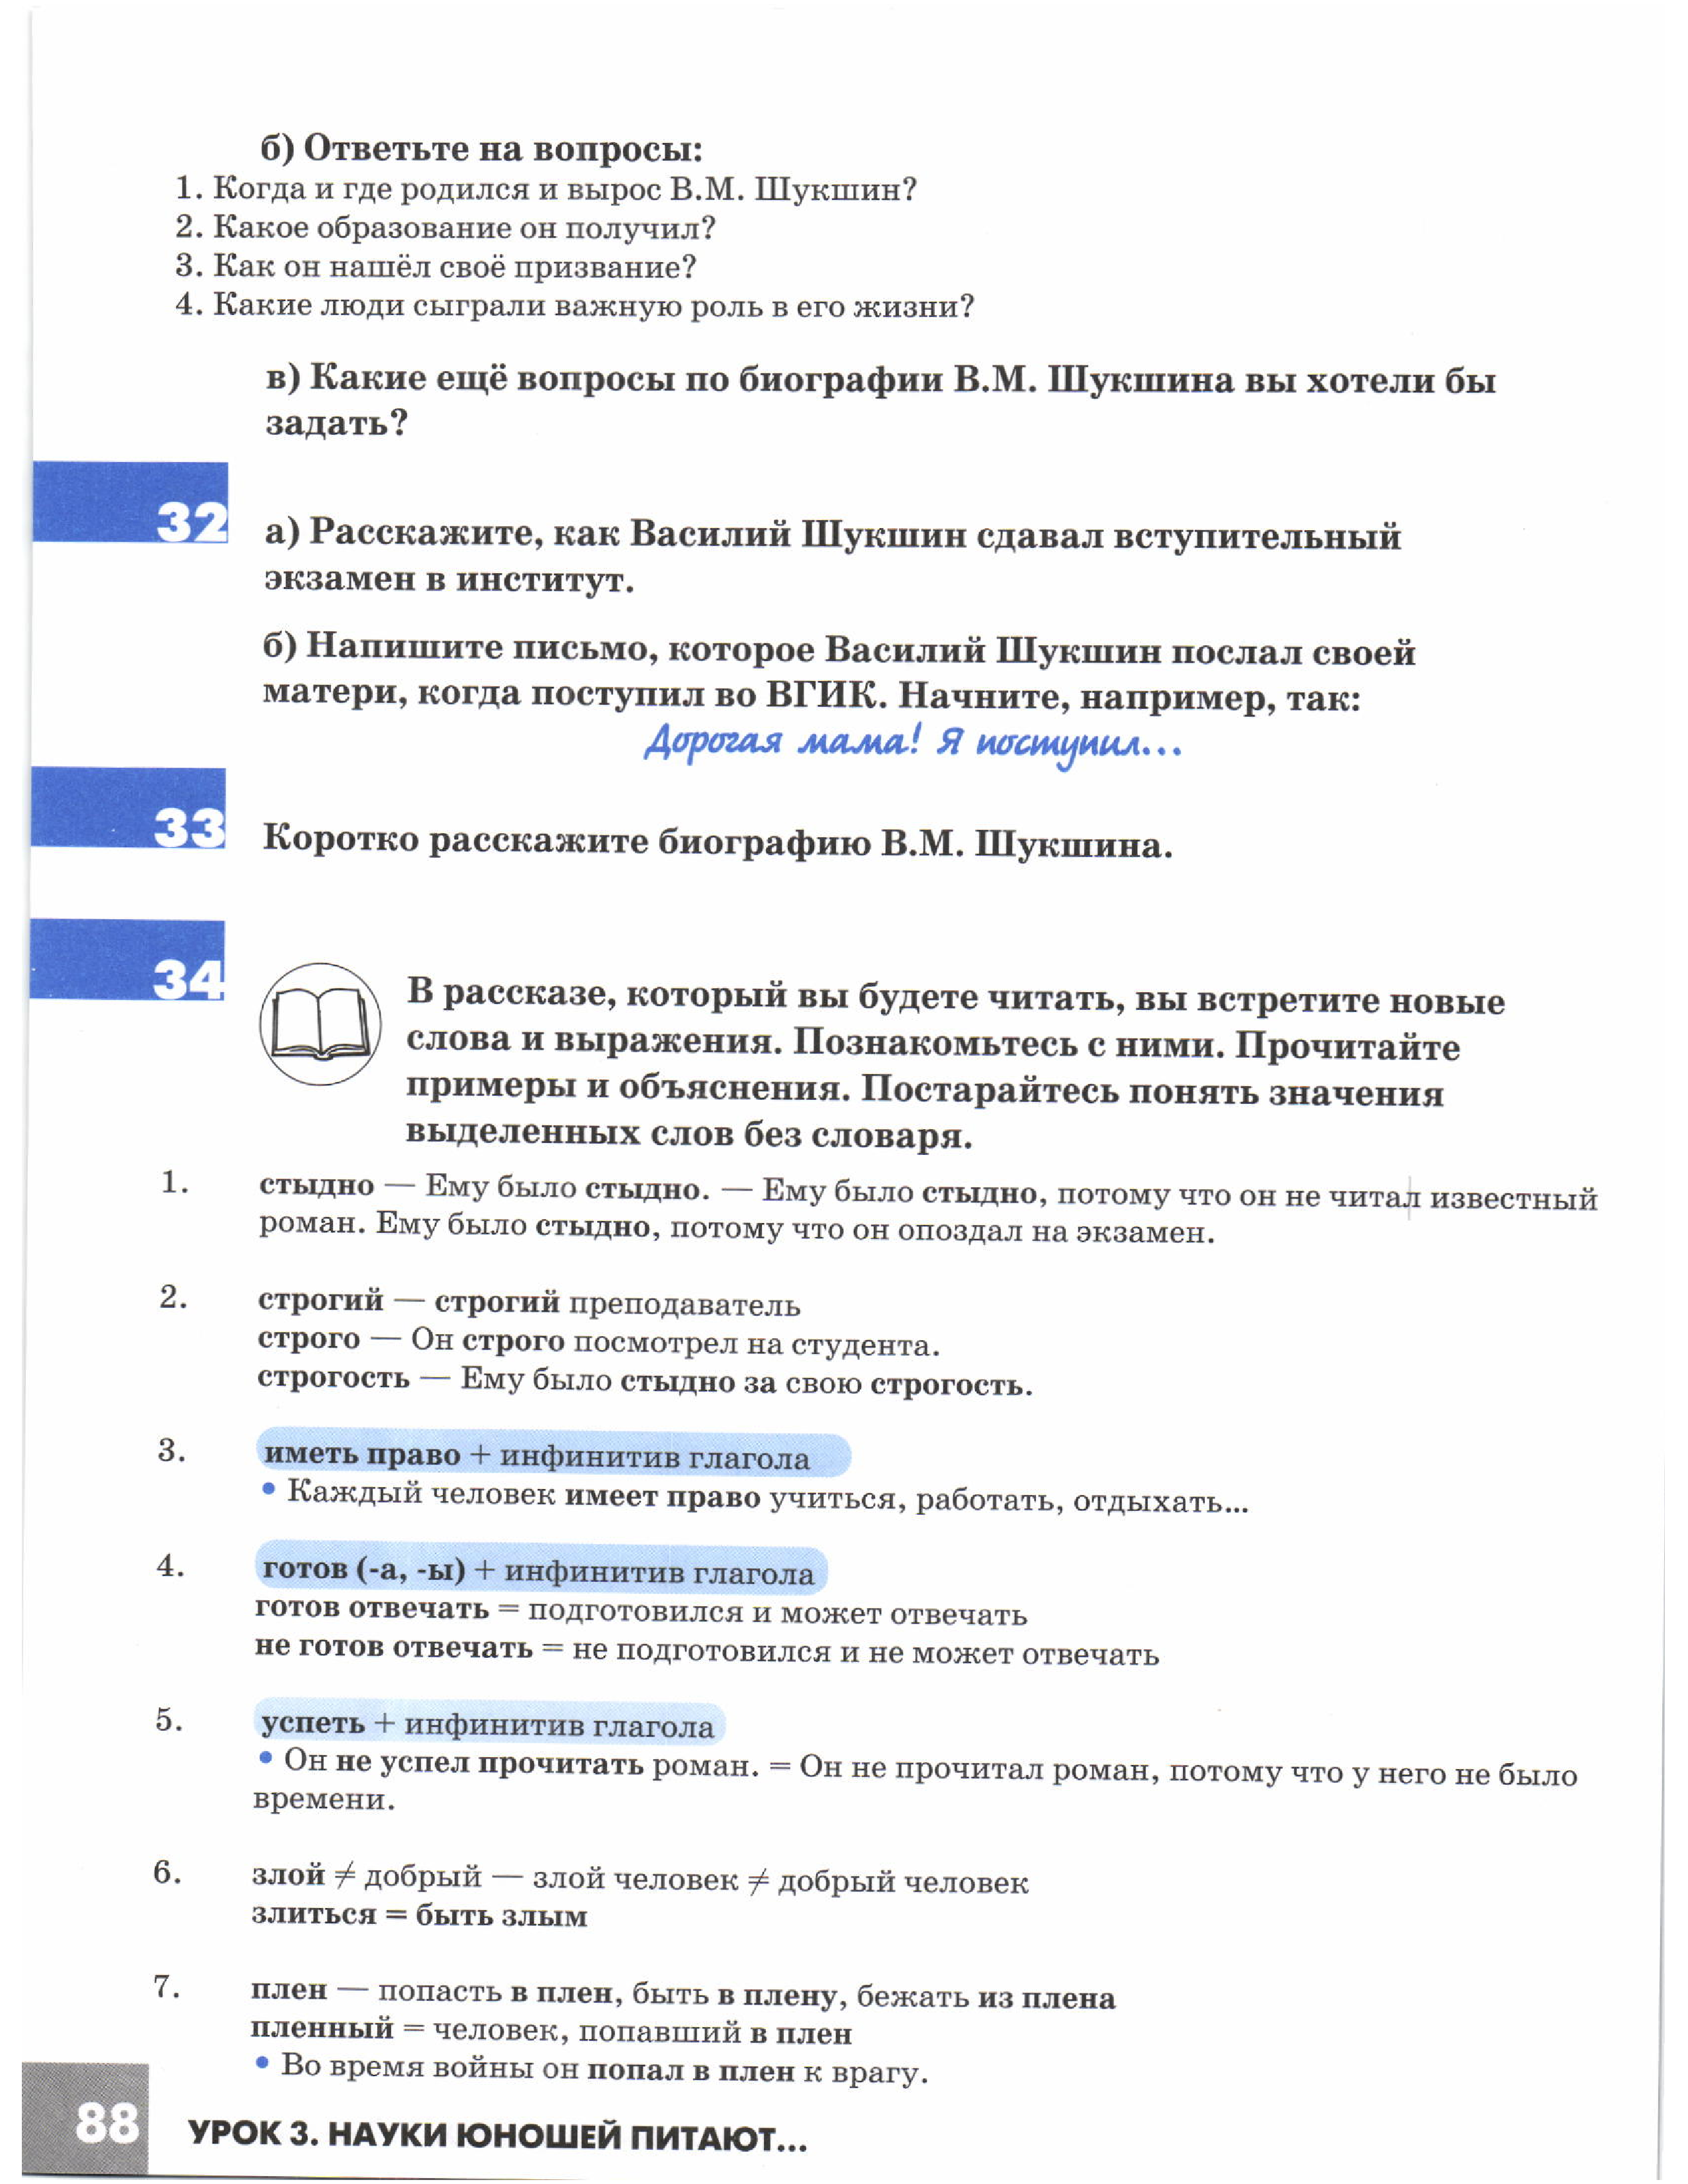 б) Ответьте на вопросы:
1. Когда и где родился и вырос В.М. Шукшин?
2. Какое образование он получил?
3. Как он нашёл своё призвание?
4. Какие люди сыграли важную роль в его жизни?
в) Какие ещё вопросы по биографии В.М. Шукшина вы хотели бы
задать?
32
а) Расскажите, как Василий Шукшин сдавал вступительный
экзамен в институт.
б) Напишите письмо, которое Василий Шукшин послал своей
матери, когда поступил во ВГИК. Начните, например, так:
Дорогая мама! Я поступил...
33
Коротко расскажите биографию В.М. Шукшина.
34
В рассказе, который вы будете читать, вы встретите новые
слова и выражения. Познакомьтесь с ними. Прочитайте
примеры и объяснения. Постарайтесь понять значения
выделенных слов без словаря.
1. стыдно — Ему было стыдно. — Ему было стыдно, потому что он не читал известный
роман. Ему было стыдно, потому что он опоздал на экзамен.
2. строгий — строгий преподаватель
строго — Он строго посмотрел на студента.
строгость — Ему было стыдно за свою строгость.
3. иметь право + инфинитив глагола
• Каждый человек имеет право учиться, работать, отдыхать...
4. готов (-а, -ы) + инфинитив глагола
готов отвечать = подготовился и может отвечать
не готов отвечать = не подготовился и не может отвечать
5. успеть + инфинитив глагола
• Он не успел прочитать роман. = Он не прочитал роман, потому что у него не было
времени.
6. злой ≠ добрый — злой человек ≠ добрый человек
злиться = быть злым
7. плен — попасть в плен, быть в плену, бежать из плена
пленный = человек, попавший в плен
• Во время войны он попал в плен к врагу.
88 УРОК 3. НАУКИ ЮНОШЕЙ ПИТАЮТ...